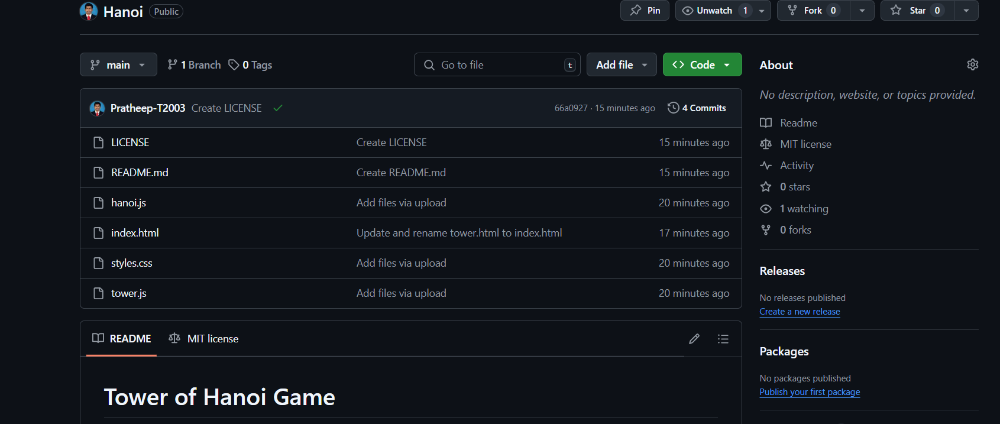 Hanoi Public Pin Unwatch 1 Fork 0 Star 0
main 1 Branch 0 Tags Go to file t Add file Code
Pratheep-T2003 Create LICENSE 66a0927 · 15 minutes ago 4 Commits
LICENSE Create LICENSE 15 minutes ago
README.md Create README.md 15 minutes ago
hanoi.js Add files via upload 20 minutes ago
index.html Update and rename tower.html to index.html 17 minutes ago
styles.css Add files via upload 20 minutes ago
tower.js Add files via upload 20 minutes ago
README MIT license
Tower of Hanoi Game
About
No description, website, or topics provided.
Readme
MIT license
Activity
0 stars
1 watching
0 forks
Releases
No releases published
Create a new release
Packages
No packages published
Publish your first package